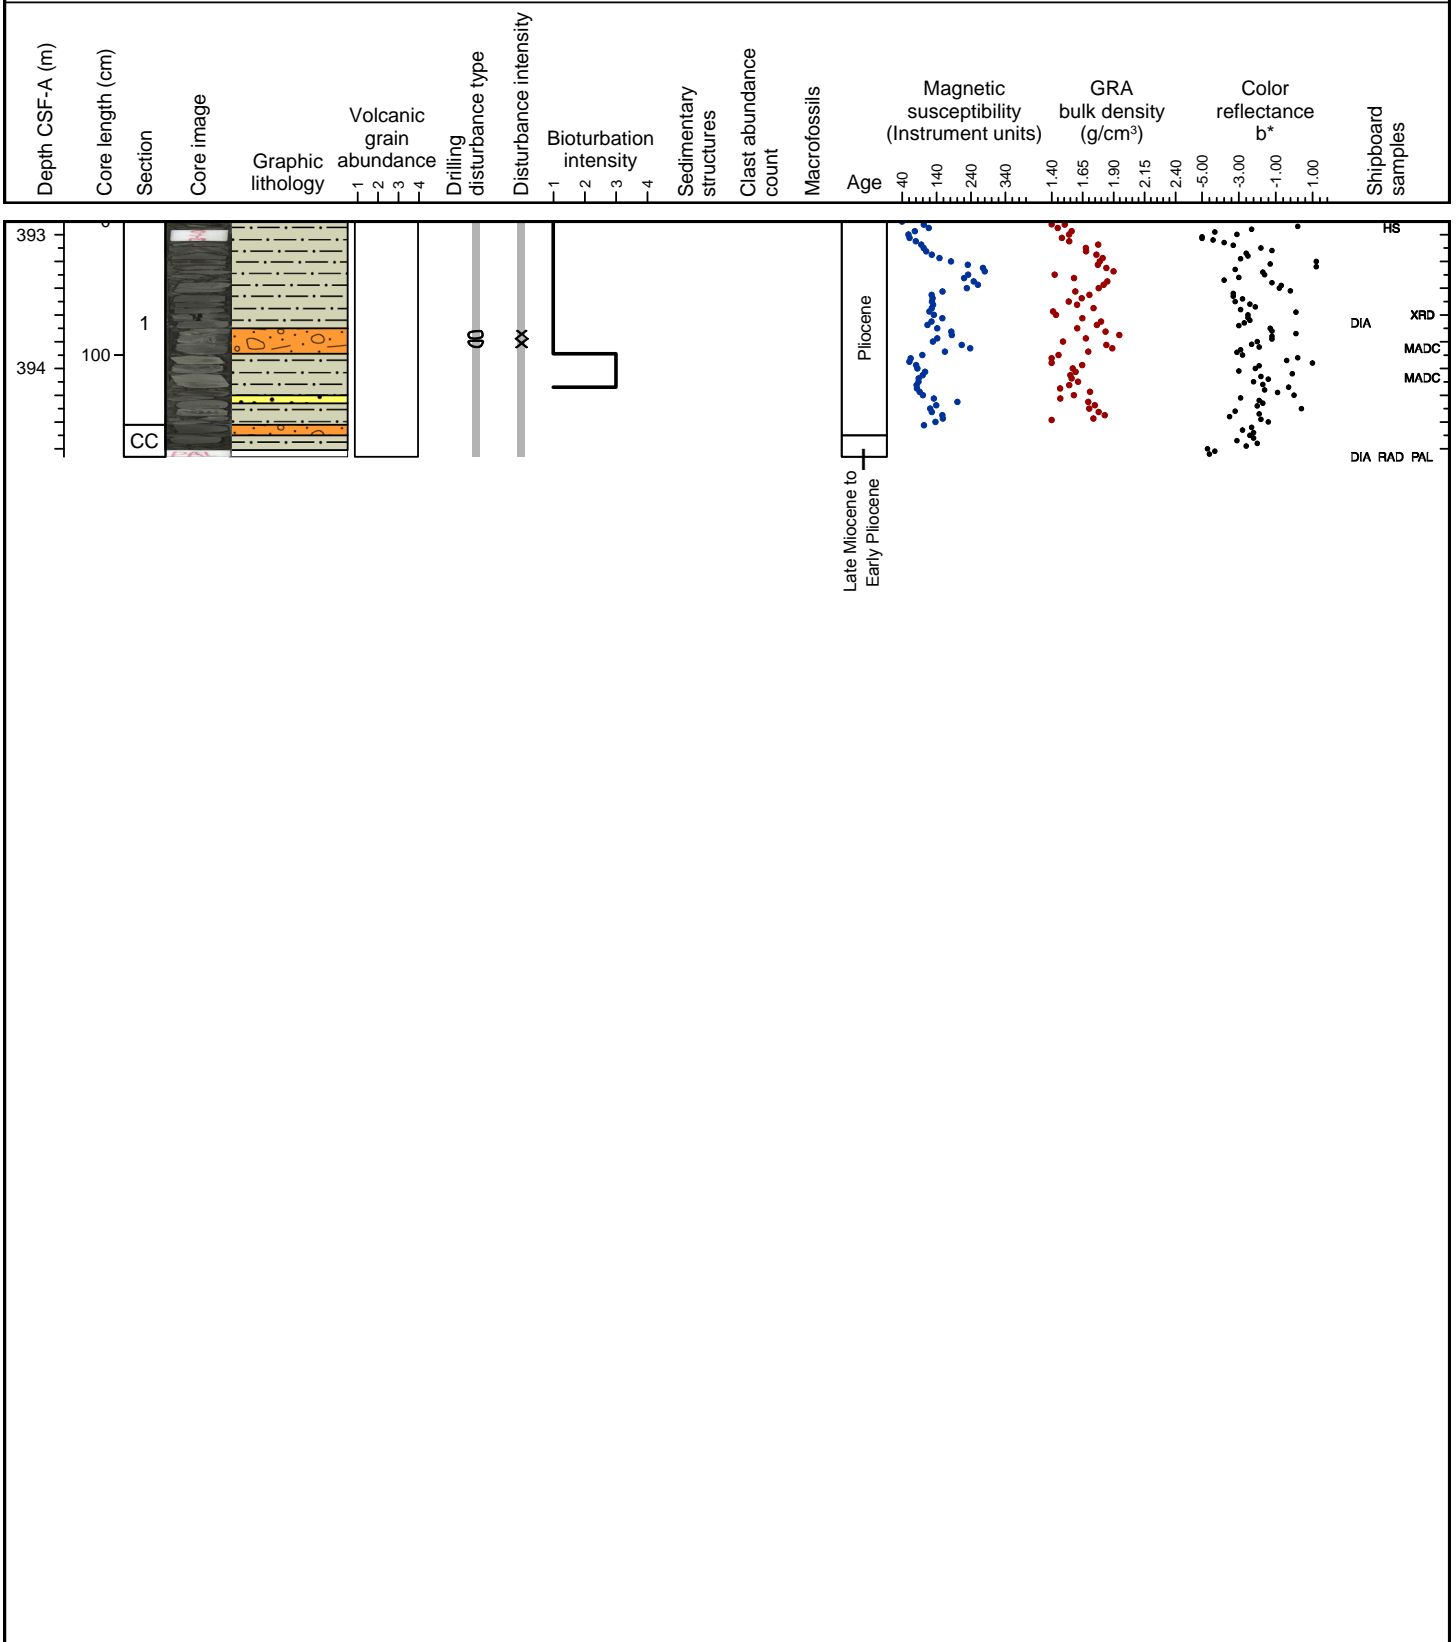 Depth CSF-A (m)
Core length (cm)
Section
Core image
Graphic
lithology
Volcanic
grain
abundance
1 2 3 4
Drilling
disturbance type
Disturbance intensity
Bioturbation
intensity
1 2 3 4
Sedimentary
structures
Clast abundance
count
Macrofossils
Age
Magnetic
susceptibility
(Instrument units)
40 140 240 340
GRA
bulk density
(g/cm³)
1.40 1.65 1.90 2.15 2.40
Color
reflectance
b*
-5.00 -3.00 -1.00 1.00
Shipboard
samples
0
393
HS
1
XRD
DIA
Pliocene
MADC
100
394
MADC
CC
DIA RAD PAL
Late Miocene to
Early Pliocene